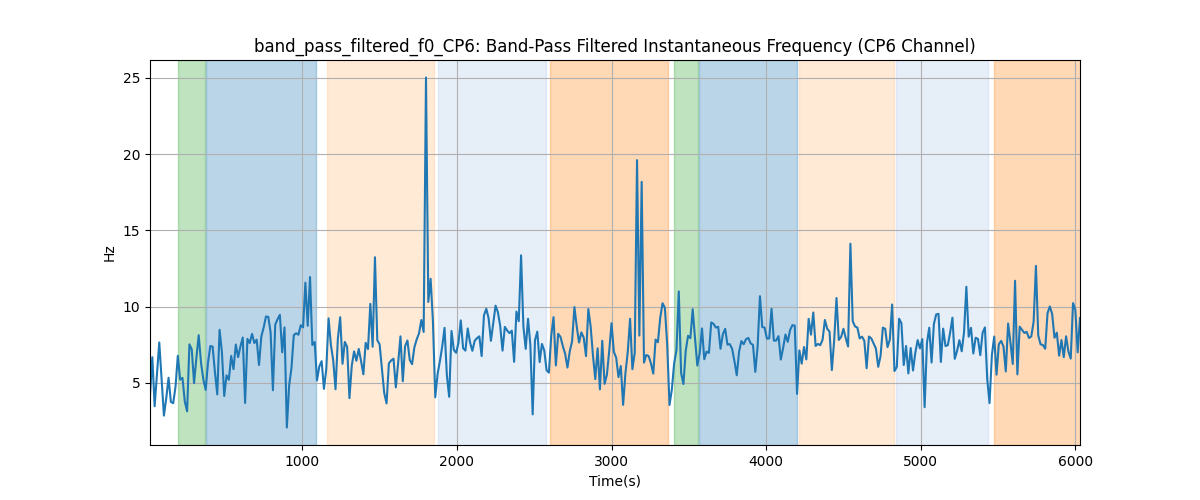 band_pass_filtered_f0_CP6: Band-Pass Filtered Instantaneous Frequency (CP6 Channel)
25
20
15
10
5
Hz
1000 2000 3000 4000 5000 6000
Time(s)